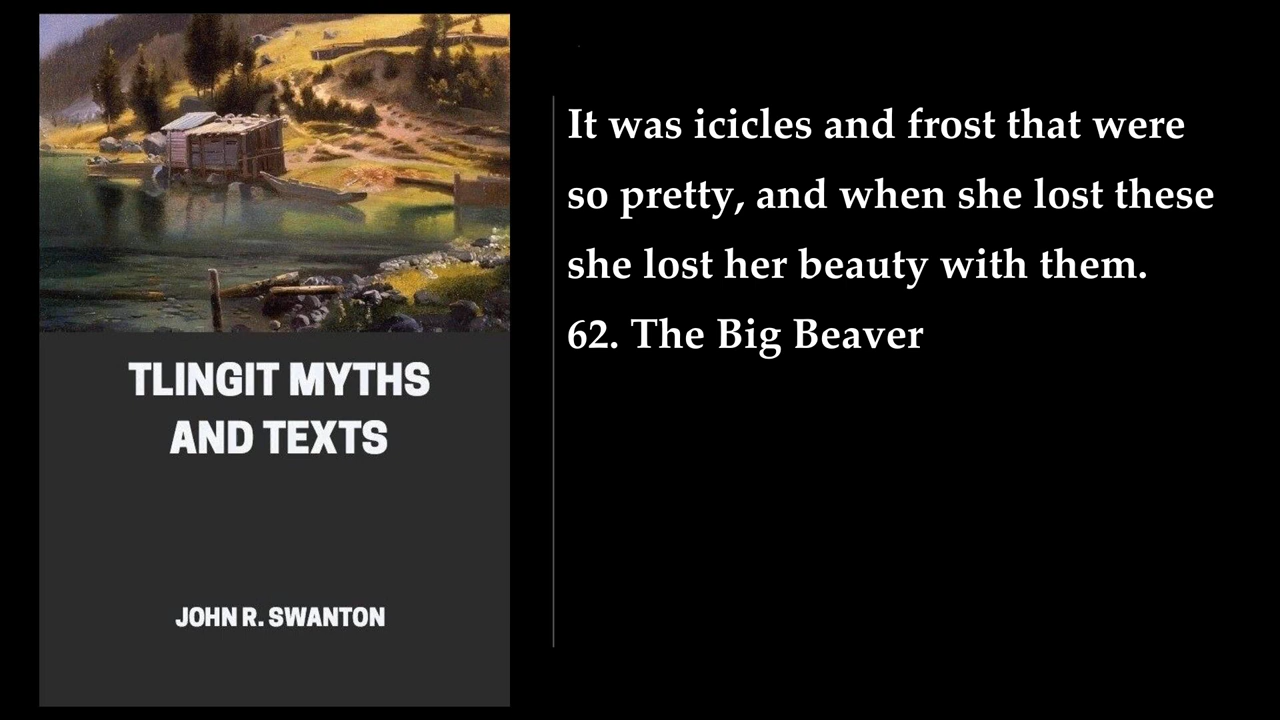 TLINGIT MYTHS
AND TEXTS
JOHN R. SWANTON
It was icicles and frost that were
so pretty, and when she lost these
she lost her beauty with them.
62. The Big Beaver